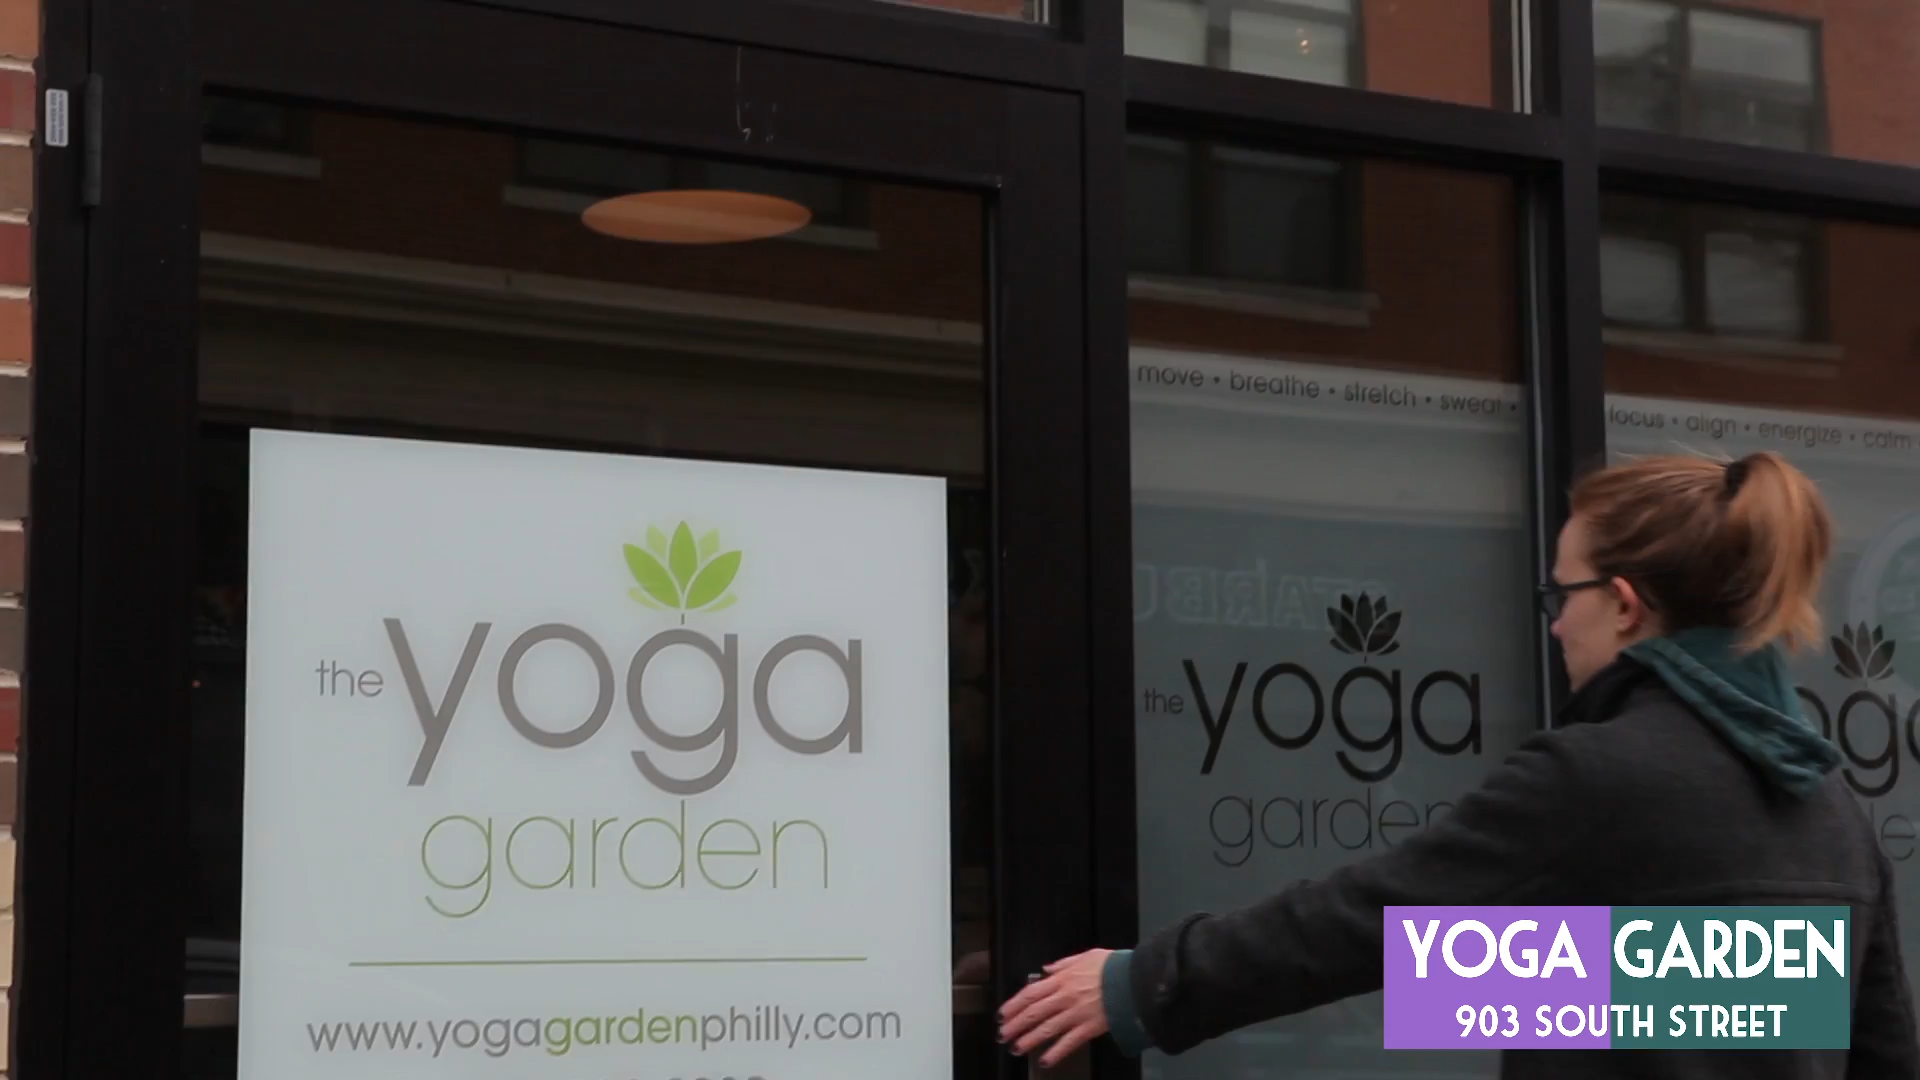 the yoga
garden
www.yogagardenphilly.com
move • breathe • stretch • sweat •
the yoga
garden
focus • align • energize • calm
YOGA GARDEN
903 SOUTH STREET